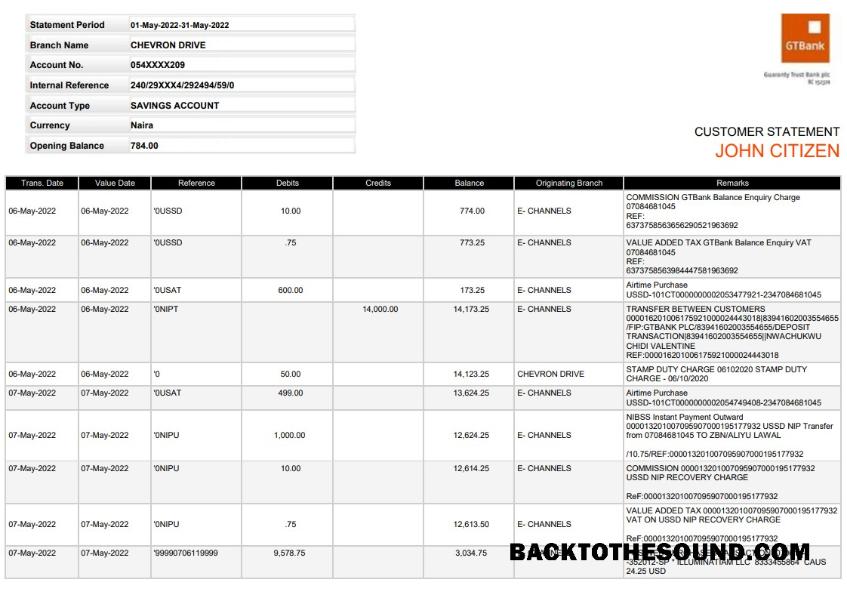 Statement Period 01-May-2022-31-May-2022
Branch Name CHEVRON DRIVE
Account No. 054XXXX209
Internal Reference 240/29XXX4/292494/59/0
Account Type SAVINGS ACCOUNT
Currency Naira
Opening Balance 784.00
GTBank
Guaranty Trust Bank plc
RC 152321
CUSTOMER STATEMENT
JOHN CITIZEN
Trans. Date Value Date Reference Debits Credits Balance Originating Branch Remarks
06-May-2022 06-May-2022 '0USSD 10.00 774.00 E- CHANNELS
COMMISSION GTBank Balance Enquiry Charge
07084681045
REF:
6373758563656290521963692
06-May-2022 06-May-2022 '0USSD .75 773.25 E- CHANNELS
VALUE ADDED TAX GTBank Balance Enquiry VAT
07084681045
REF:
6373758563984447581963692
06-May-2022 06-May-2022 '0USAT 600.00 173.25 E- CHANNELS
Airtime Purchase
USSD-101CT0000000002053477921-2347084681045
06-May-2022 06-May-2022 '0NIPT 14,000.00 14,173.25 E- CHANNELS
TRANSFER BETWEEN CUSTOMERS
000016201006175921000024443018|83941602003554655
/FIP:GTBANK PLC/83941602003554655/DEPOSIT
TRANSACTION|83941602003554655||NWACHUKWU
CHIDI VALENTINE
REF:000016201006175921000024443018
06-May-2022 06-May-2022 '0 50.00 14,123.25 CHEVRON DRIVE
STAMP DUTY CHARGE 06102020 STAMP DUTY
CHARGE - 06/10/2020
07-May-2022 07-May-2022 '0USAT 499.00 13,624.25 E- CHANNELS
Airtime Purchase
USSD-101CT0000000002054749408-2347084681045
07-May-2022 07-May-2022 '0NIPU 1,000.00 12,624.25 E- CHANNELS
NIBSS Instant Payment Outward
000013201007095907000195177932 USSD NIP Transfer
from 07084681045 TO ZBN/ALIYU LAWAL
/10.75/REF:000013201007095907000195177932
07-May-2022 07-May-2022 '0NIPU 10.00 12,614.25 E- CHANNELS
COMMISSION 000013201007095907000195177932
USSD NIP RECOVERY CHARGE
ReF:000013201007095907000195177932
07-May-2022 07-May-2022 '0NIPU .75 12,613.50 E- CHANNELS
VALUE ADDED TAX 000013201007095907000195177932
VAT ON USSD NIP RECOVERY CHARGE
ReF:000013201007095907000195177932
07-May-2022 07-May-2022 '99990706119999 9,578.75 3,034.75
BACKTOTHESOUND.COM
-352012-SP * ILLUMINATIAM LLC 8333455864 CAUS
24.25 USD